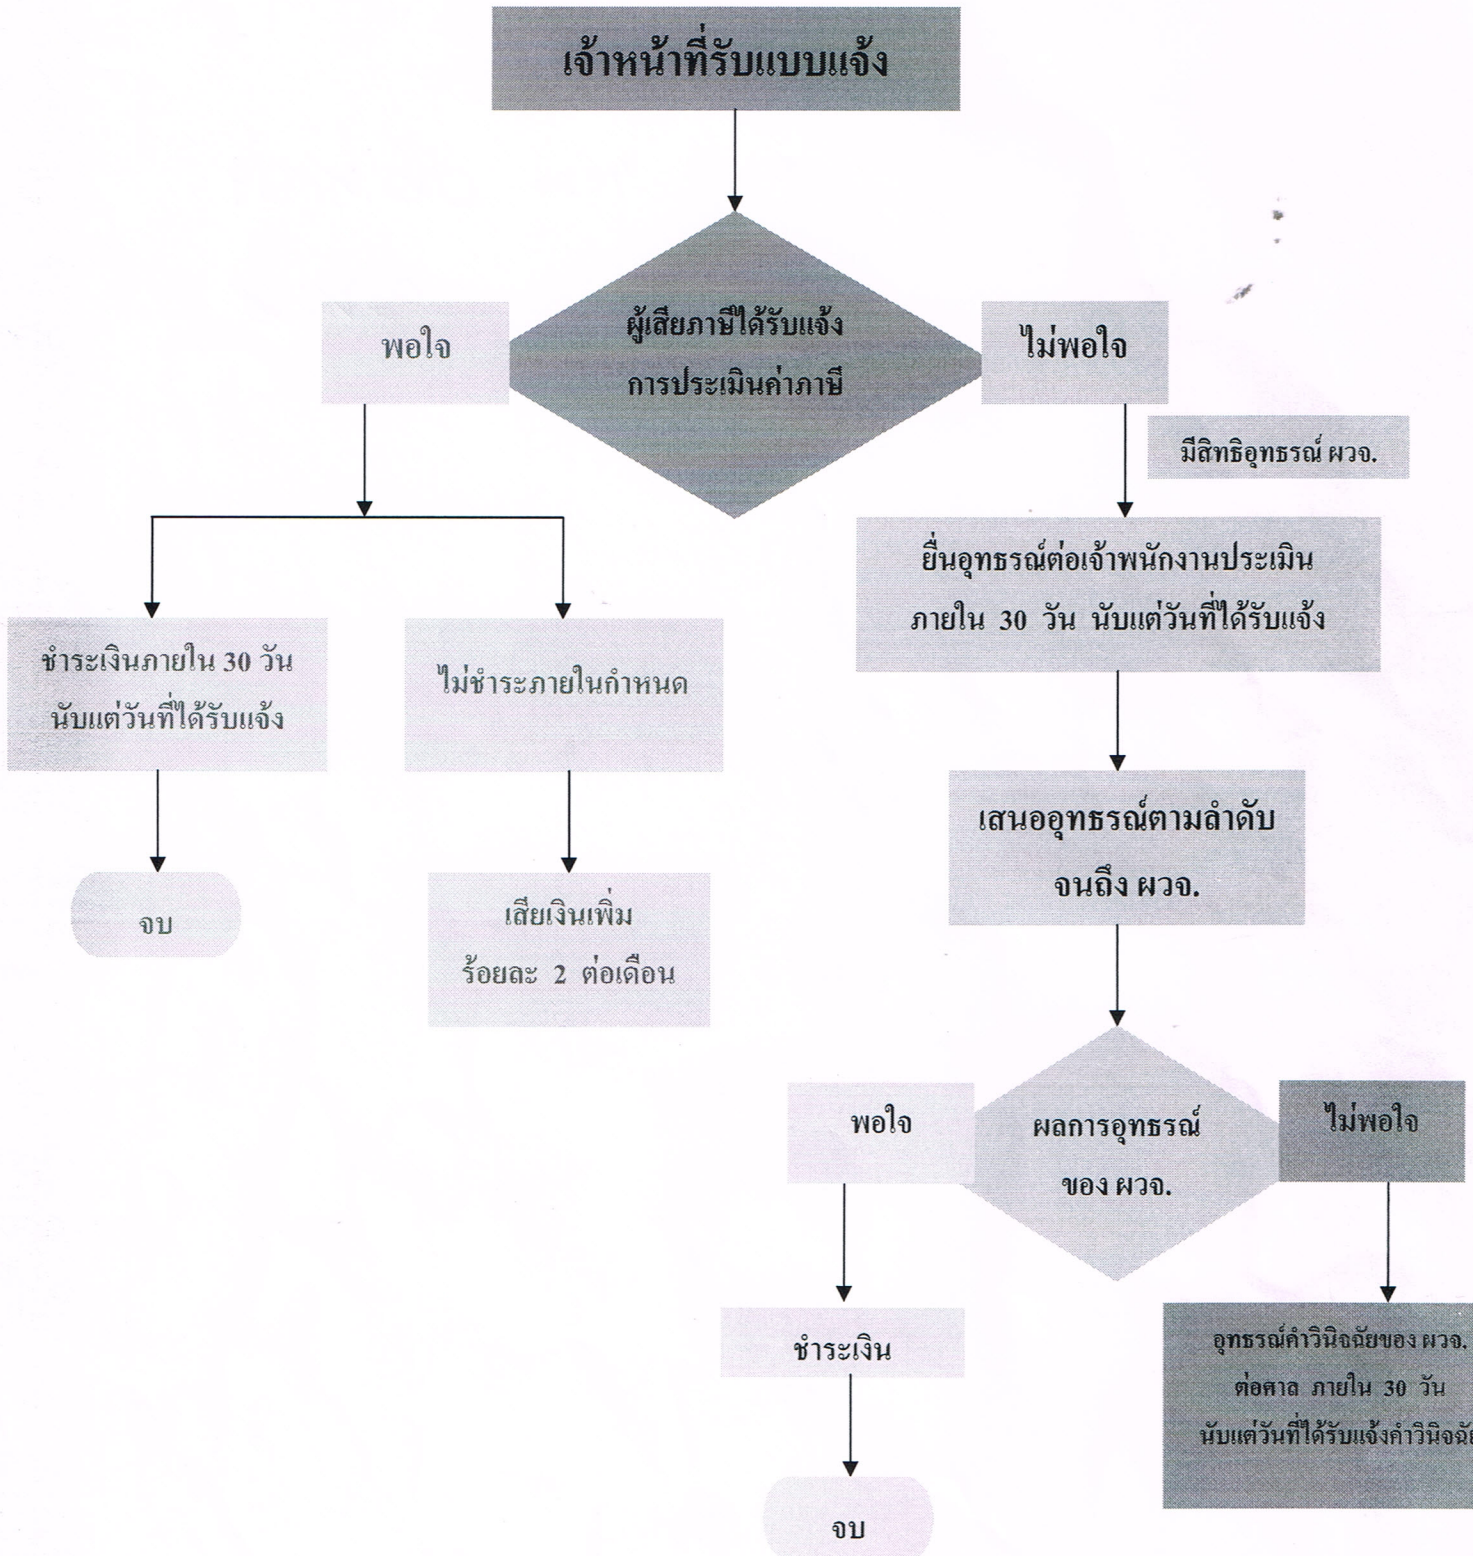 เจ้าหน้าที่รับแบบแจ้ง
ผู้เสียภาษีได้รับแจ้ง
การประเมินค่าภาษี
พอใจ
ไม่พอใจ
มีสิทธิอุทธรณ์ ผวจ.
ยื่นอุทธรณ์ต่อเจ้าพนักงานประเมิน
ภายใน 30 วัน นับแต่วันที่ได้รับแจ้ง
ชำระเงินภายใน 30 วัน
นับแต่วันที่ได้รับแจ้ง
ไม่ชำระภายในกำหนด
เสนออุทธรณ์ตามลำดับ
จนถึง ผวจ.
จบ
เสียเงินเพิ่ม
ร้อยละ 2 ต่อเดือน
พอใจ
ผลการอุทธรณ์
ของ ผวจ.
ไม่พอใจ
ชำระเงิน
อุทธรณ์คำวินิจฉัยของ ผวจ.
ต่อศาล ภายใน 30 วัน
นับแต่วันที่ได้รับแจ้งคำวินิจฉัย
จบ